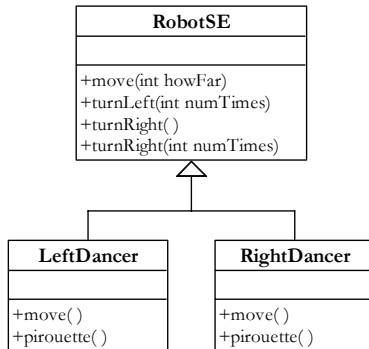 RobotSE
+move(int howFar)
+turnLeft(int numTimes)
+turnRight( )
+turnRight(int numTimes)
LeftDancer
+move( )
+pirouette( )
RightDancer
+move( )
+pirouette( )